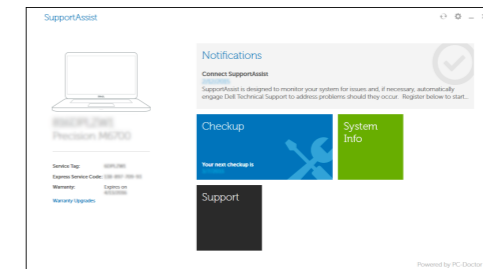 SupportAssist
Notifications
Connect SupportAssist
SupportAssist is designed to monitor your system for issues and, if necessary, automatically
engage Dell Technical Support to address problems should they occur. Register below to start...
Precision M6700
Checkup
Your next checkup is
System
Info
Service Tag:
Express Service Code:
Warranty: Expires on
Warranty Upgrades
Support
Powered by PC-Doctor